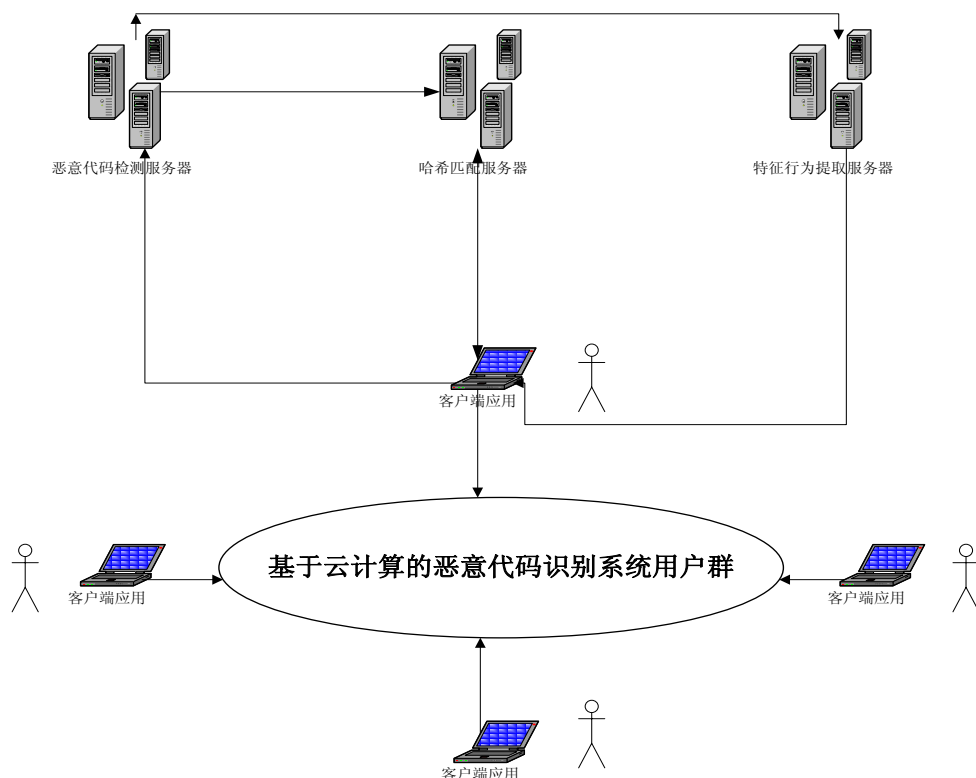 恶意代码检测服务器
哈希匹配服务器
特征行为提取服务器
客户端应用
基于云计算的恶意代码识别系统用户群
客户端应用
客户端应用
客户端应用